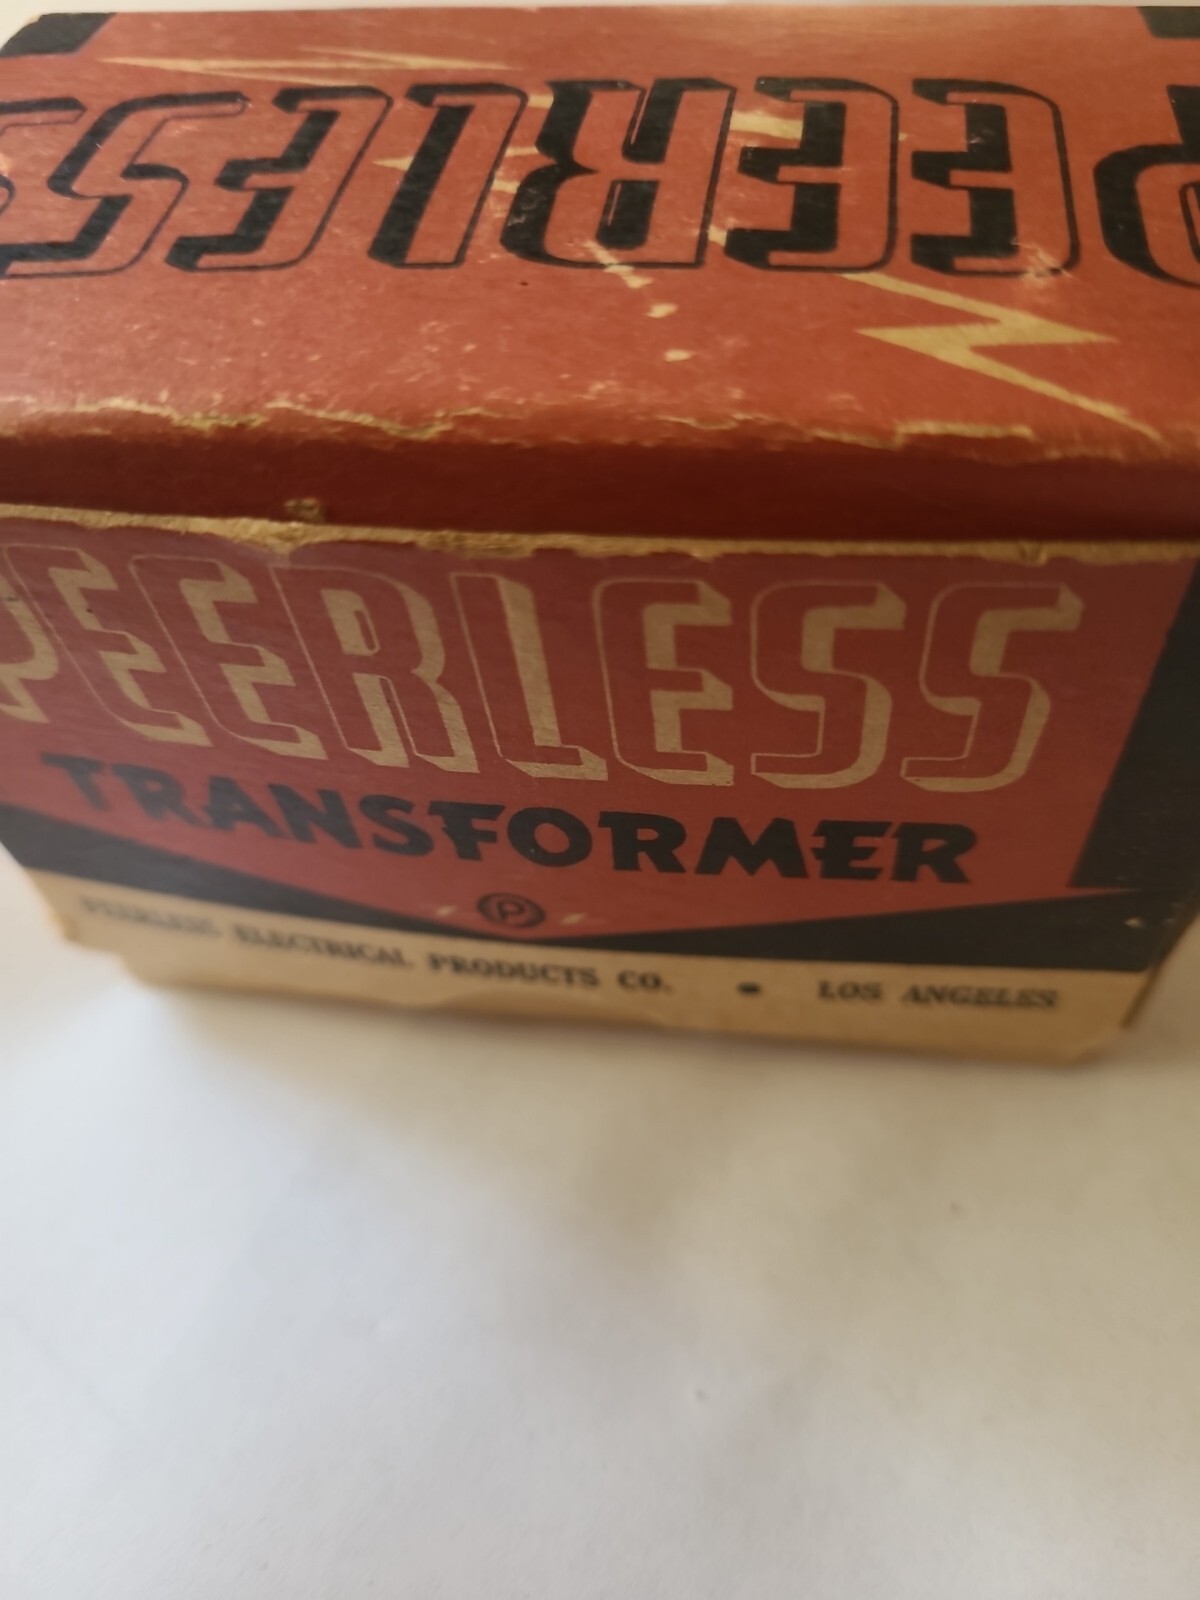 PEERLESS
PEERLESS
TRANSFORMER
P
PEERLESS ELECTRICAL PRODUCTS CO. • LOS ANGELES